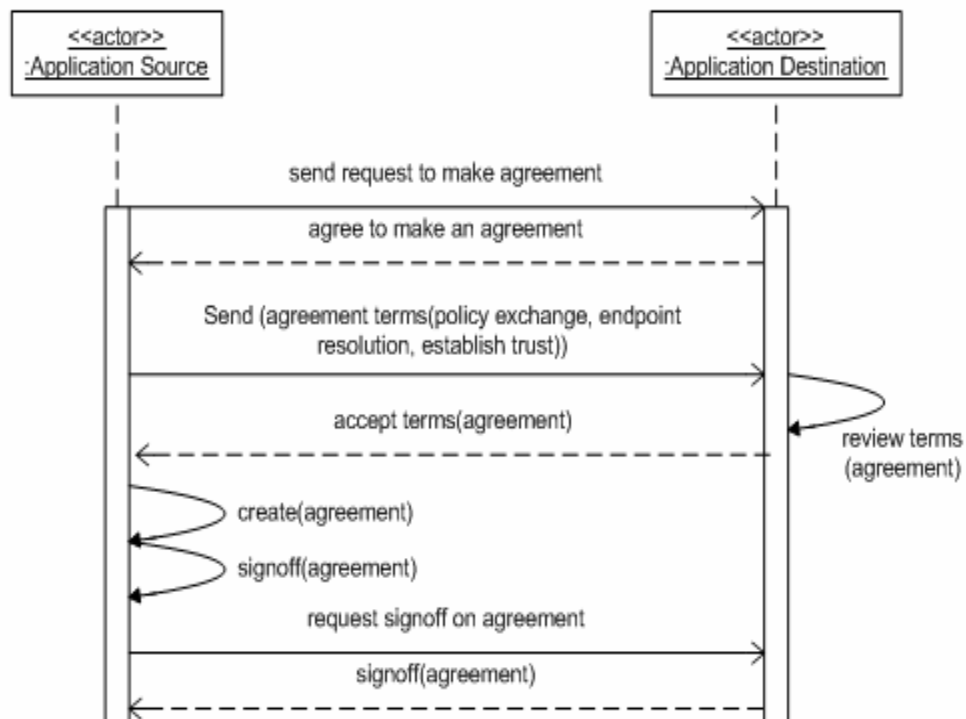 <<actor>>
:Application Source
<<actor>>
:Application Destination
send request to make agreement
agree to make an agreement
Send (agreement terms(policy exchange, endpoint
resolution, establish trust))
accept terms(agreement)
review terms
(agreement)
create(agreement)
signoff(agreement)
request signoff on agreement
signoff(agreement)